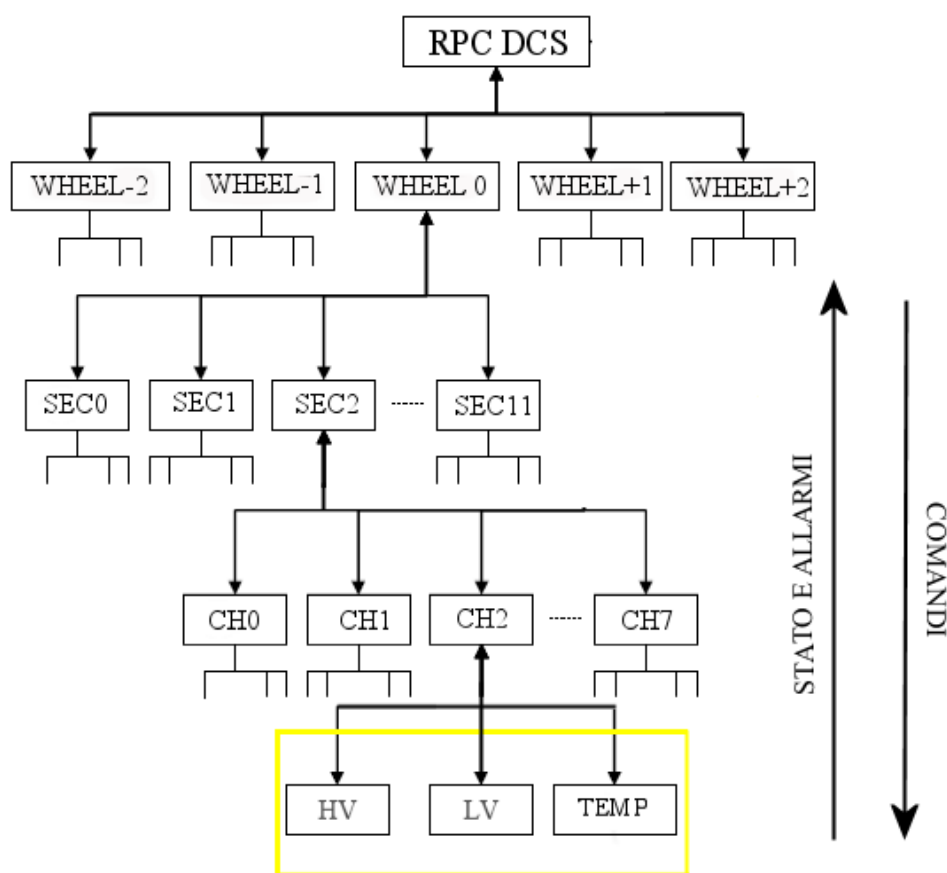 RPC DCS
WHEEL-2 WHEEL-1 WHEEL 0 WHEEL+1 WHEEL+2
SEC0 SEC1 SEC2 ------ SEC11
CH0 CH1 CH2 ------ CH7
HV LV TEMP
STATO E ALLARMI
COMANDI